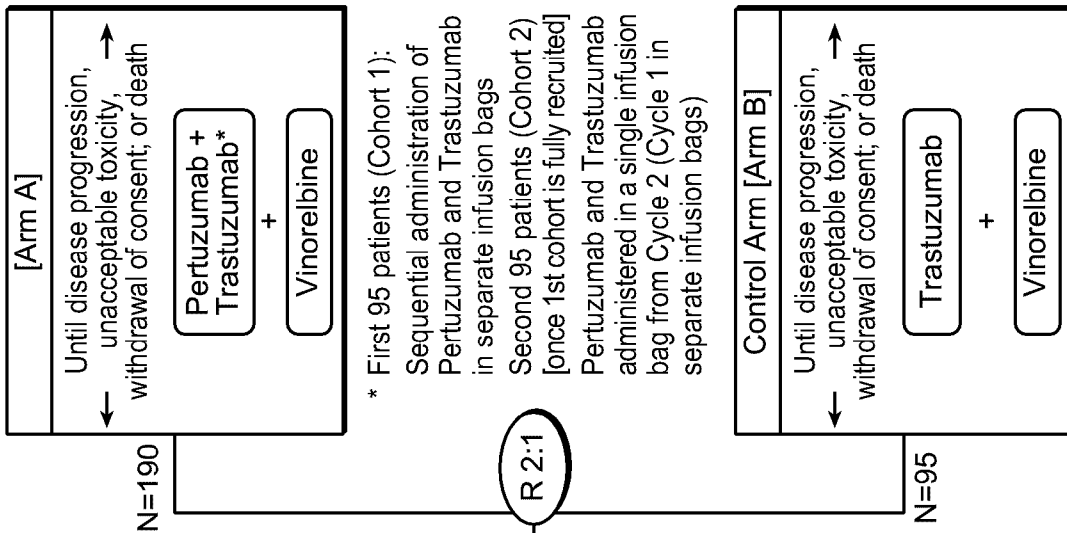 [Arm A]
Until disease progression,
unacceptable toxicity,
withdrawal of consent; or death
Pertuzumab +
Trastuzumab*
+
Vinorelbine
N=190
* First 95 patients (Cohort 1):
Sequential administration of
Pertuzumab and Trastuzumab
in separate infusion bags
Second 95 patients (Cohort 2)
[once 1st cohort is fully recruited]
Pertuzumab and Trastuzumab
administered in a single infusion
bag from Cycle 2 (Cycle 1 in
separate infusion bags)
R 2:1
Control Arm [Arm B]
Until disease progression,
unacceptable toxicity,
withdrawal of consent; or death
Trastuzumab
+
Vinorelbine
N=95